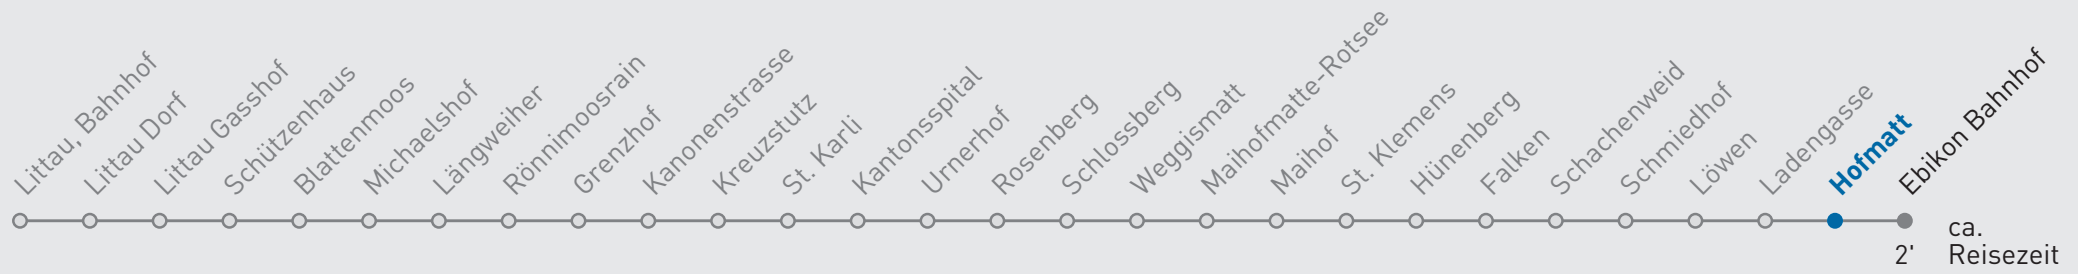 Littau, Bahnhof
Littau Dorf
Littau Gasshof
Schützenhaus
Blattenmoos
Michaelshof
Längweiher
Rönnimoosrain
Grenzhof
Kanonenstrasse
Kreuzstutz
St. Karli
Kantonsspital
Urnerhof
Rosenberg
Schlossberg
Weggismatt
Maihofmatte-Rotsee
Maihof
St. Klemens
Hünenberg
Falken
Schachenweid
Schmiedhof
Löwen
Ladengasse
Hofmatt
Ebikon Bahnhof
ca.
2' Reisezeit